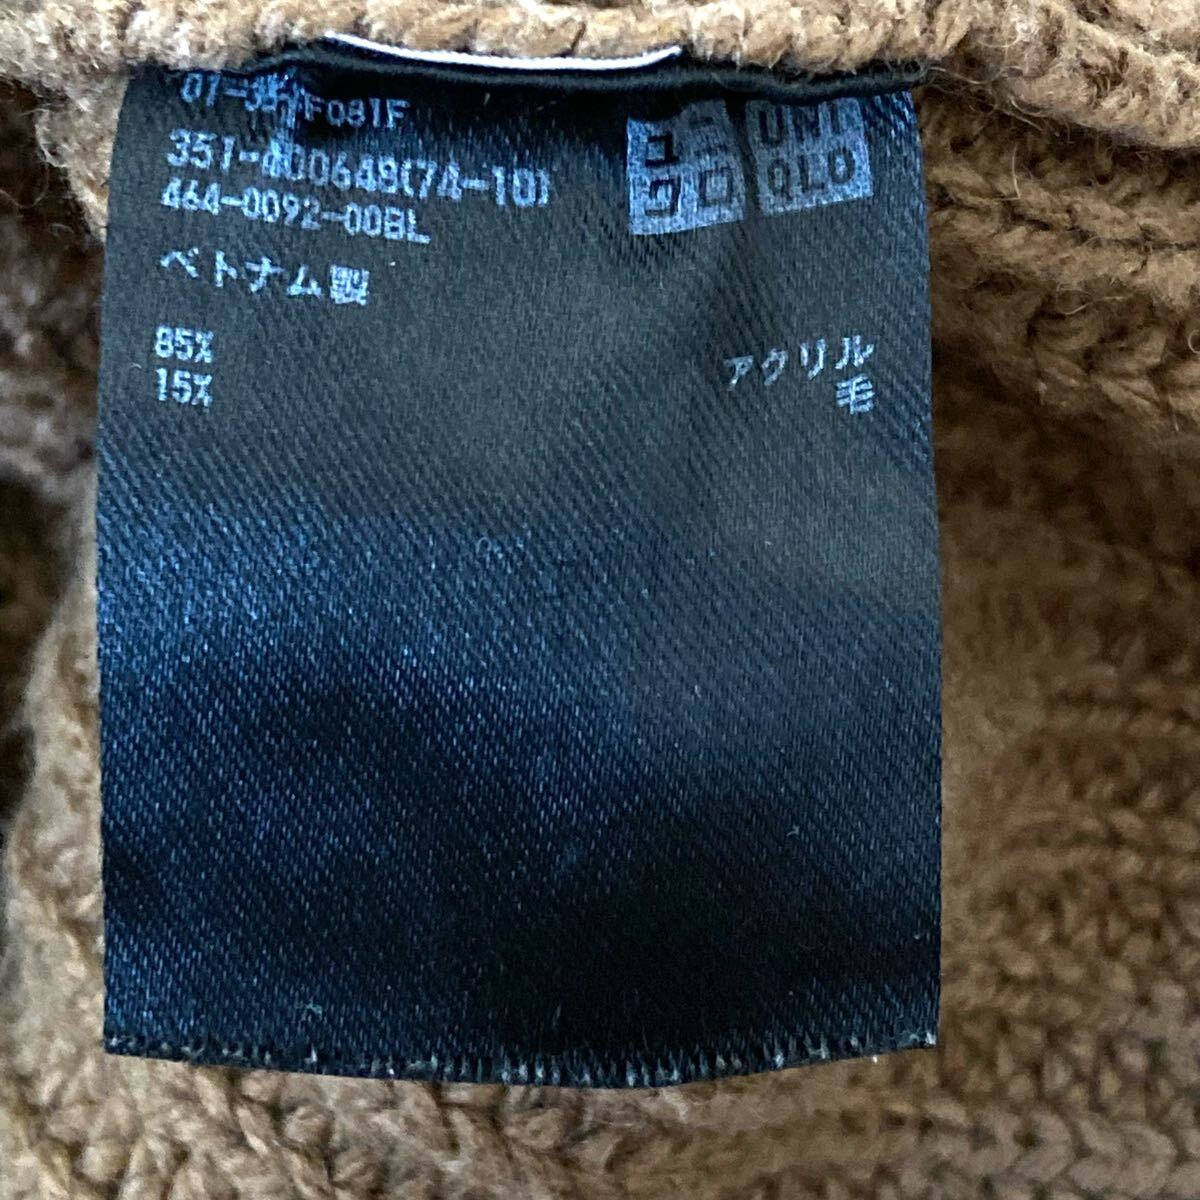 ユニ
クロ
UNI
QLO
351-400648(74-10)
464-0092-00BL
ベトナム製
85% アクリル
15% 毛